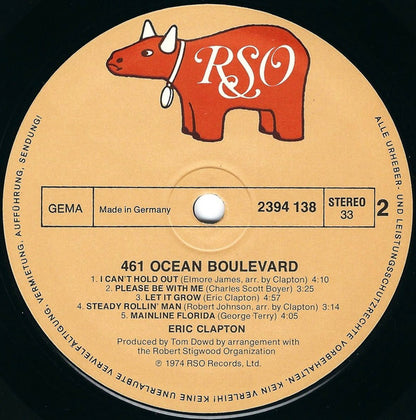 RSO
GEMA
Made in Germany
2394 138
STEREO
33
2
461 OCEAN BOULEVARD
1. I CAN'T HOLD OUT (Elmore James, arr. by Clapton) 4:10
2. PLEASE BE WITH ME (Charles Scott Boyer) 3:25
3. LET IT GROW (Eric Clapton) 4:57
4. STEADY ROLLIN' MAN (Robert Johnson, arr. by Clapton) 3:14
5. MAINLINE FLORIDA (George Terry) 4:05
ERIC CLAPTON
Produced by Tom Dowd by arrangement with
the Robert Stigwood Organization
℗ 1974 RSO Records, Ltd.
ALLE URHEBER- UND LEISTUNGSSCHUTZRECHTE VORBEHALTEN. KEIN VERLEIH! KEINE UNERLAUBTE VERVIELFÄLTIGUNG, VERMIETUNG, AUFFÜHRUNG, SENDUNG!